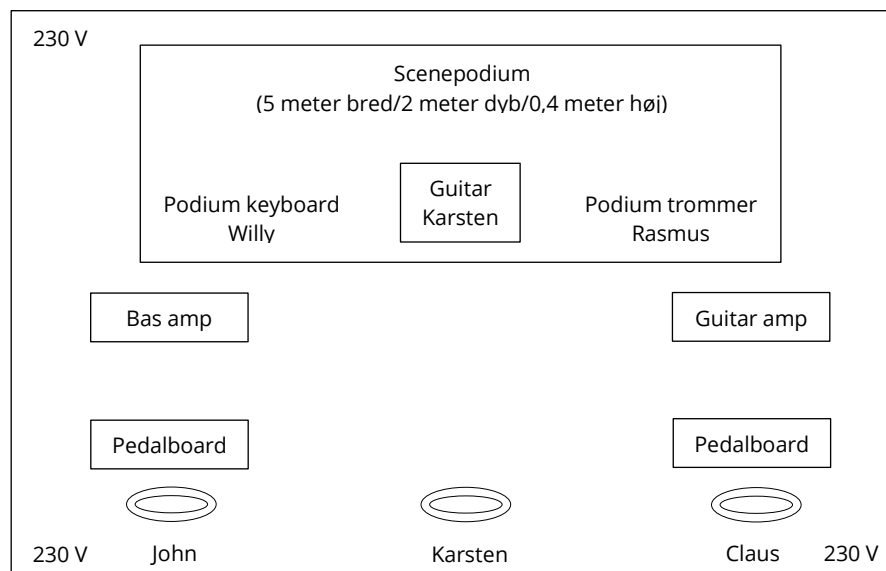 230 V
Scenepodium
(5 meter bred/2 meter dyb/0,4 meter høj)
Guitar
Karsten
Podium keyboard
Willy
Podium trommer
Rasmus
Bas amp
Guitar amp
Pedalboard
Pedalboard
230 V
John
Karsten
Claus
230 V